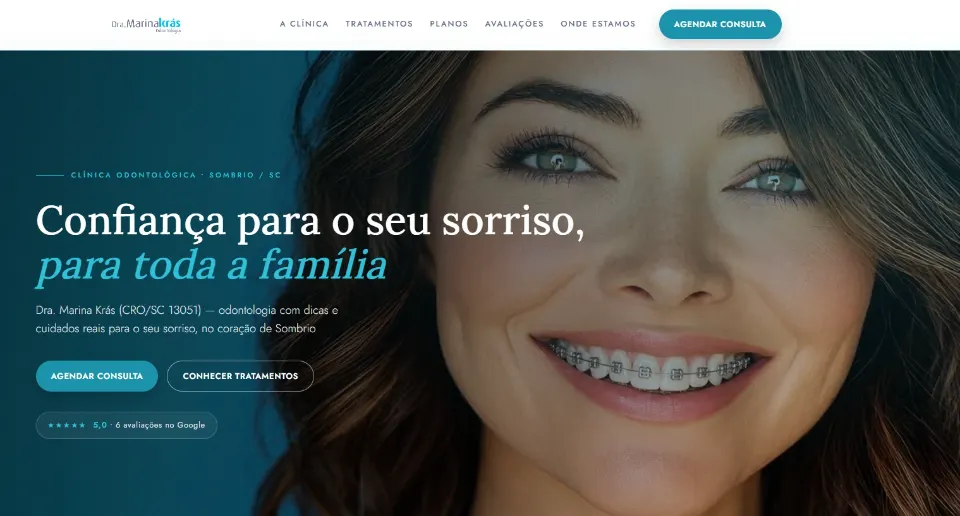 Dra. Marina krás
A CLÍNICA
TRATAMENTOS
PLANOS
AVALIAÇÕES
ONDE ESTAMOS
AGENDAR CONSULTA
CLÍNICA ODONTOLÓGICA · SOMBRIO / SC
Confiança para o seu sorriso,
para toda a família
Dra. Marina Krás (CRO/SC 13051) — odontologia com dicas e
cuidados reais para o seu sorriso, no coração de Sombrio
AGENDAR CONSULTA
CONHECER TRATAMENTOS
★★★★★ 5,0 · 6 avaliações no Google